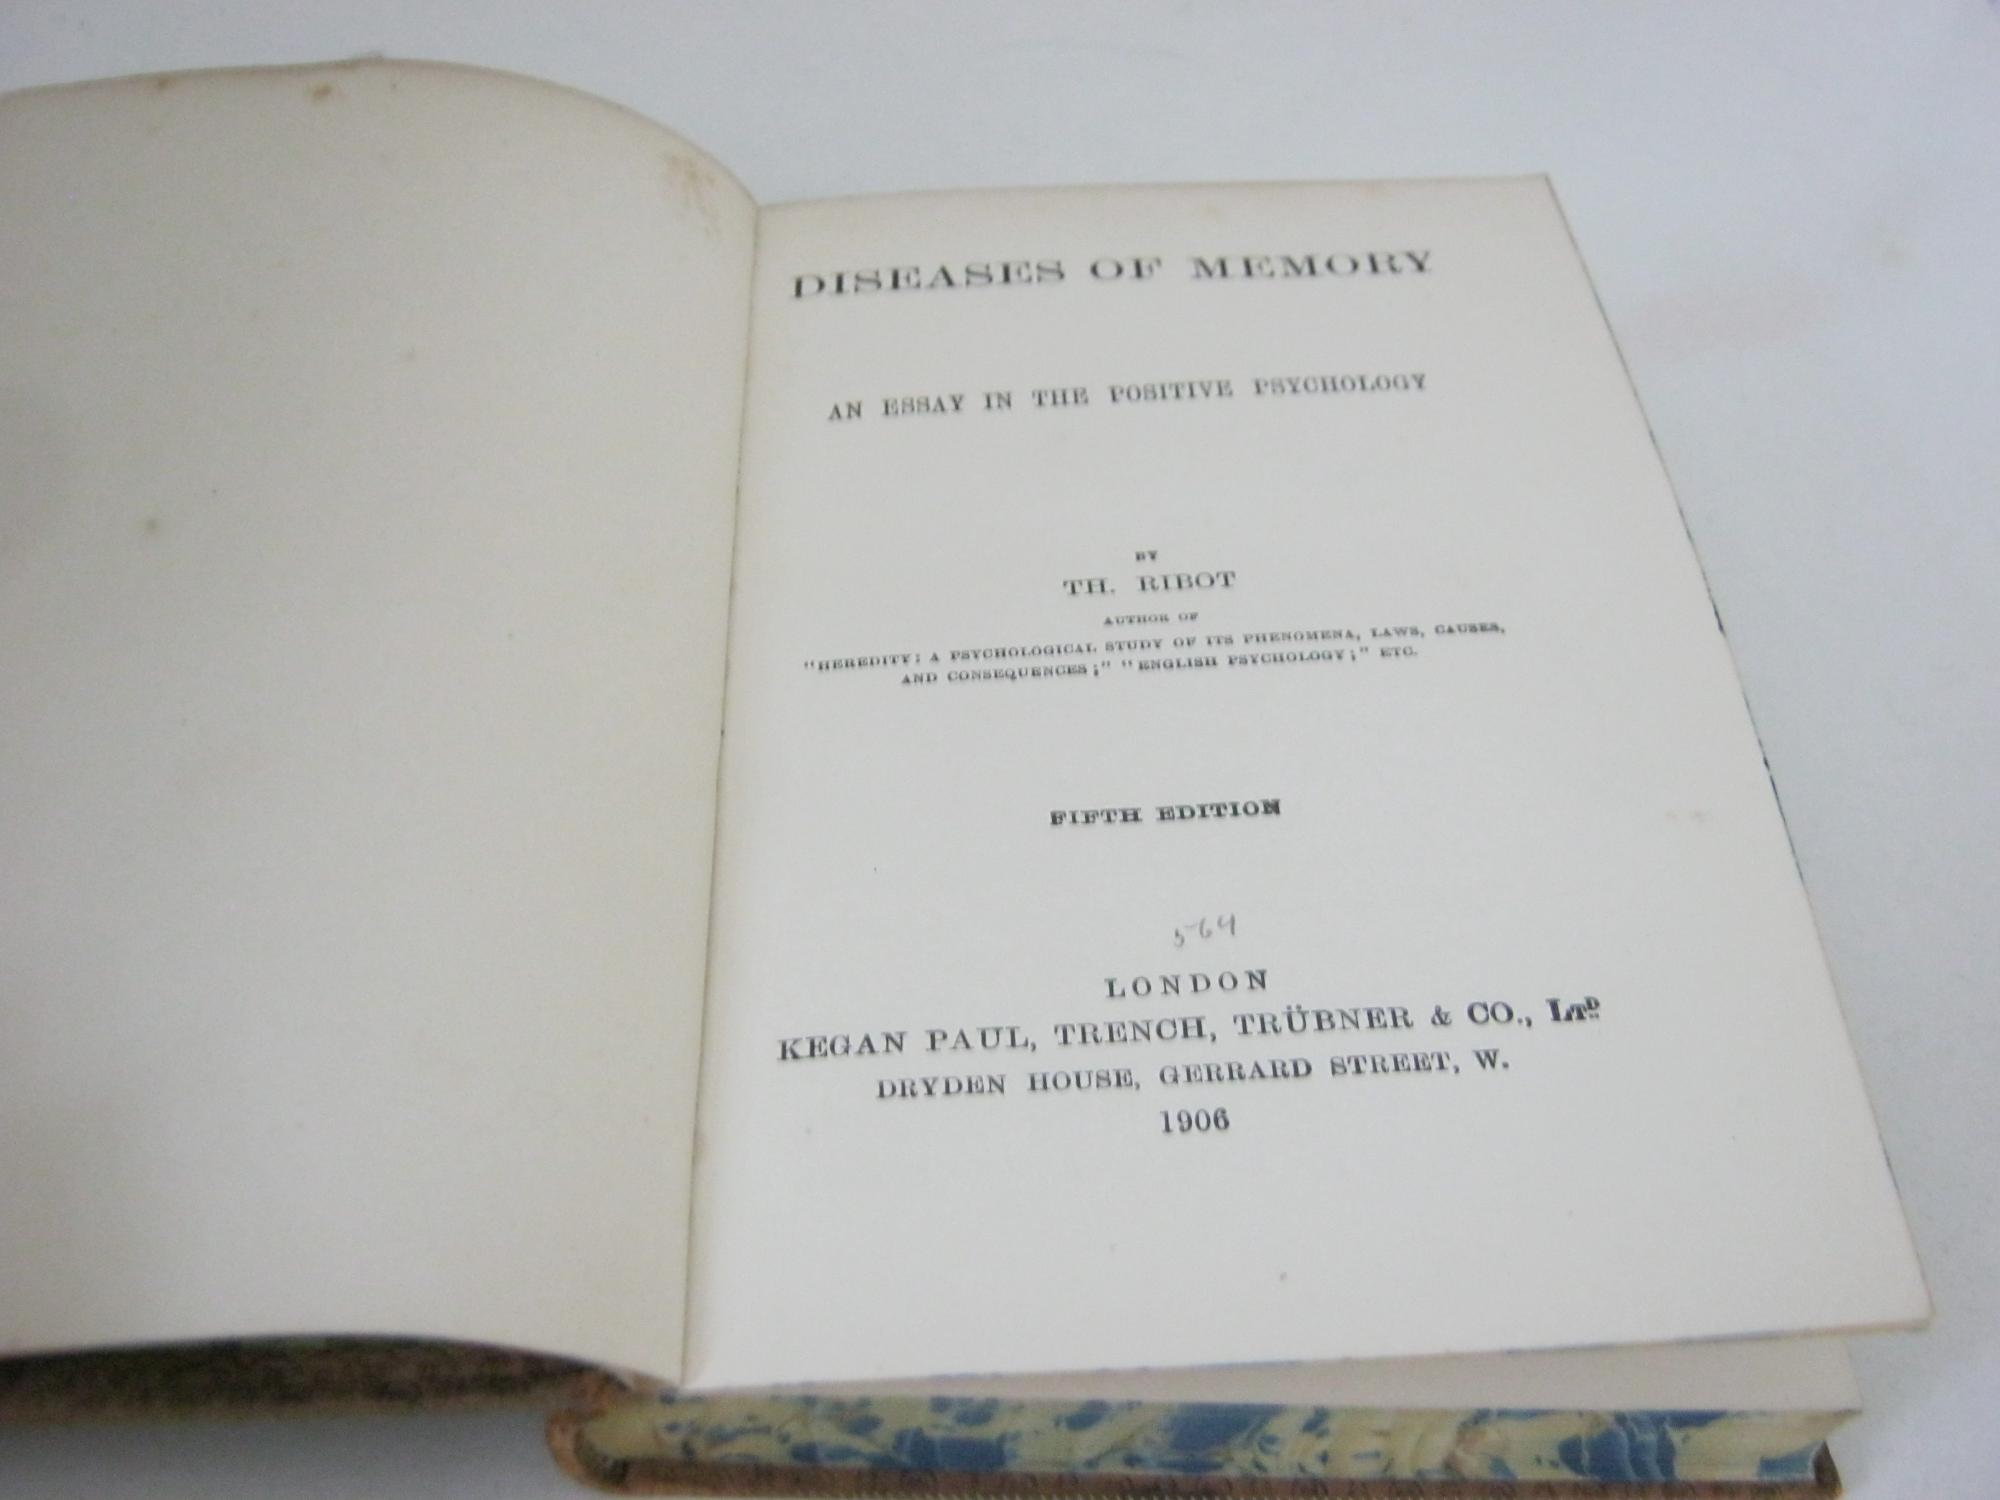 DISEASES OF MEMORY
AN ESSAY IN THE POSITIVE PSYCHOLOGY
BY
TH. RIBOT
AUTHOR OF
"HEREDITY: A PSYCHOLOGICAL STUDY OF ITS PHENOMENA, LAWS, CAUSES,
AND CONSEQUENCES;" "ENGLISH PSYCHOLOGY;" ETC.
FIFTH EDITION
564
LONDON
KEGAN PAUL, TRENCH, TRÜBNER & CO., LTD
DRYDEN HOUSE, GERRARD STREET, W.
1906